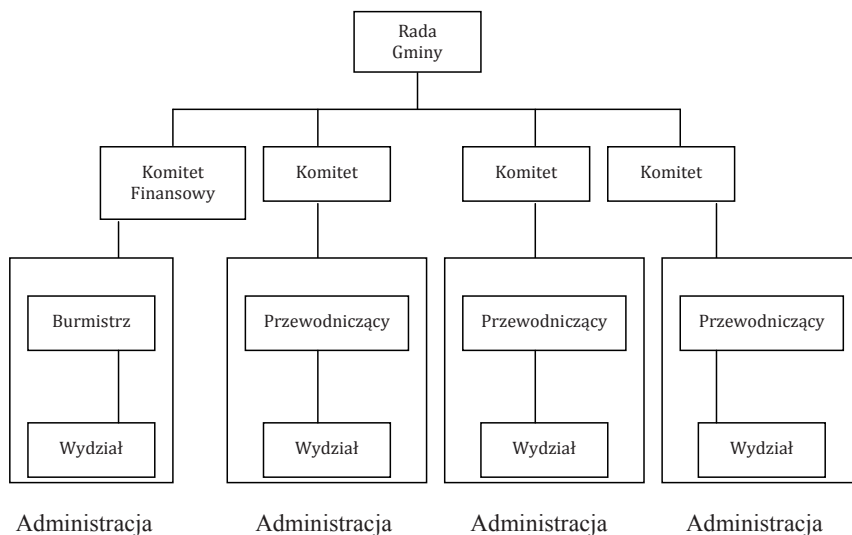 Rada
Gminy
Komitet
Finansowy
Komitet
Komitet
Komitet
Burmistrz
Przewodniczący
Przewodniczący
Przewodniczący
Wydział
Wydział
Wydział
Wydział
Administracja
Administracja
Administracja
Administracja